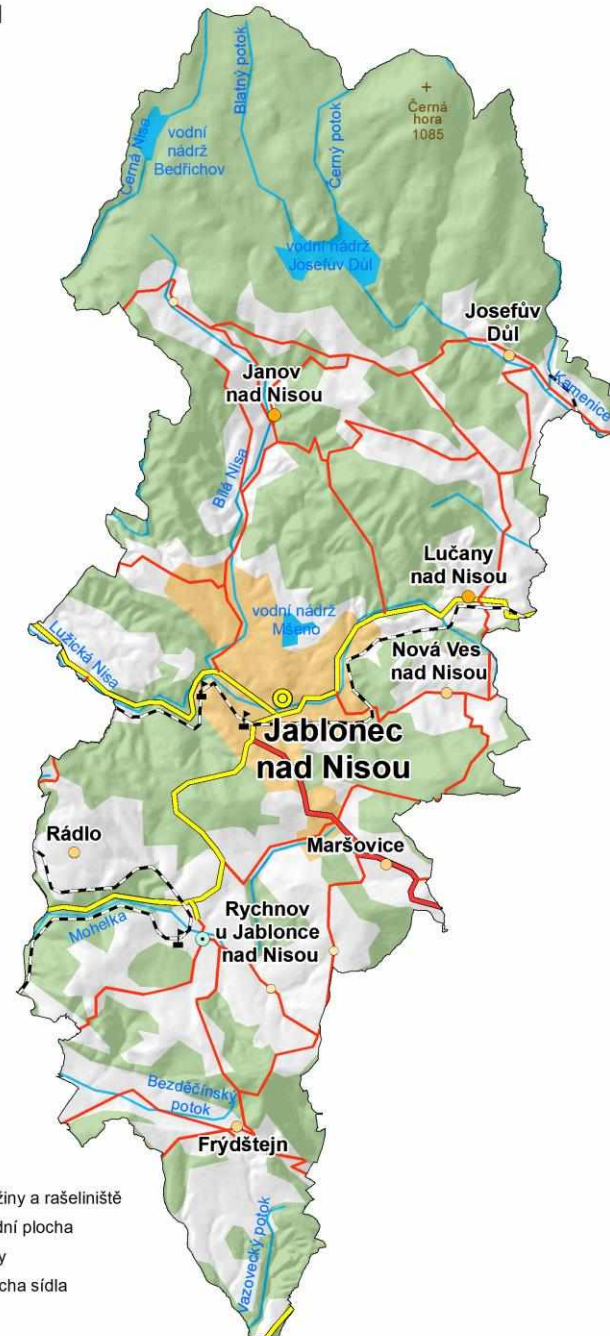 Blatný potok
Černý potok
Černá
hora
1085
Černá Nisa
vodní
nádrž
Bedřichov
vodní nádrž
Josefův Důl
Josefův
Důl
Kamenice
Janov
nad Nisou
Bílá Nisa
Lučany
nad Nisou
vodní nádrž
Mšeno
Lužická Nisa
Nová Ves
nad Nisou
Jablonec
nad Nisou
Rádlo
Maršovice
Mohelka
Rychnov
u Jablonce
nad Nisou
Bezděčínský
potok
Frýdštejn
Vazovecký potok
žiny a rašeliniště
dní plocha
y
cha sídla